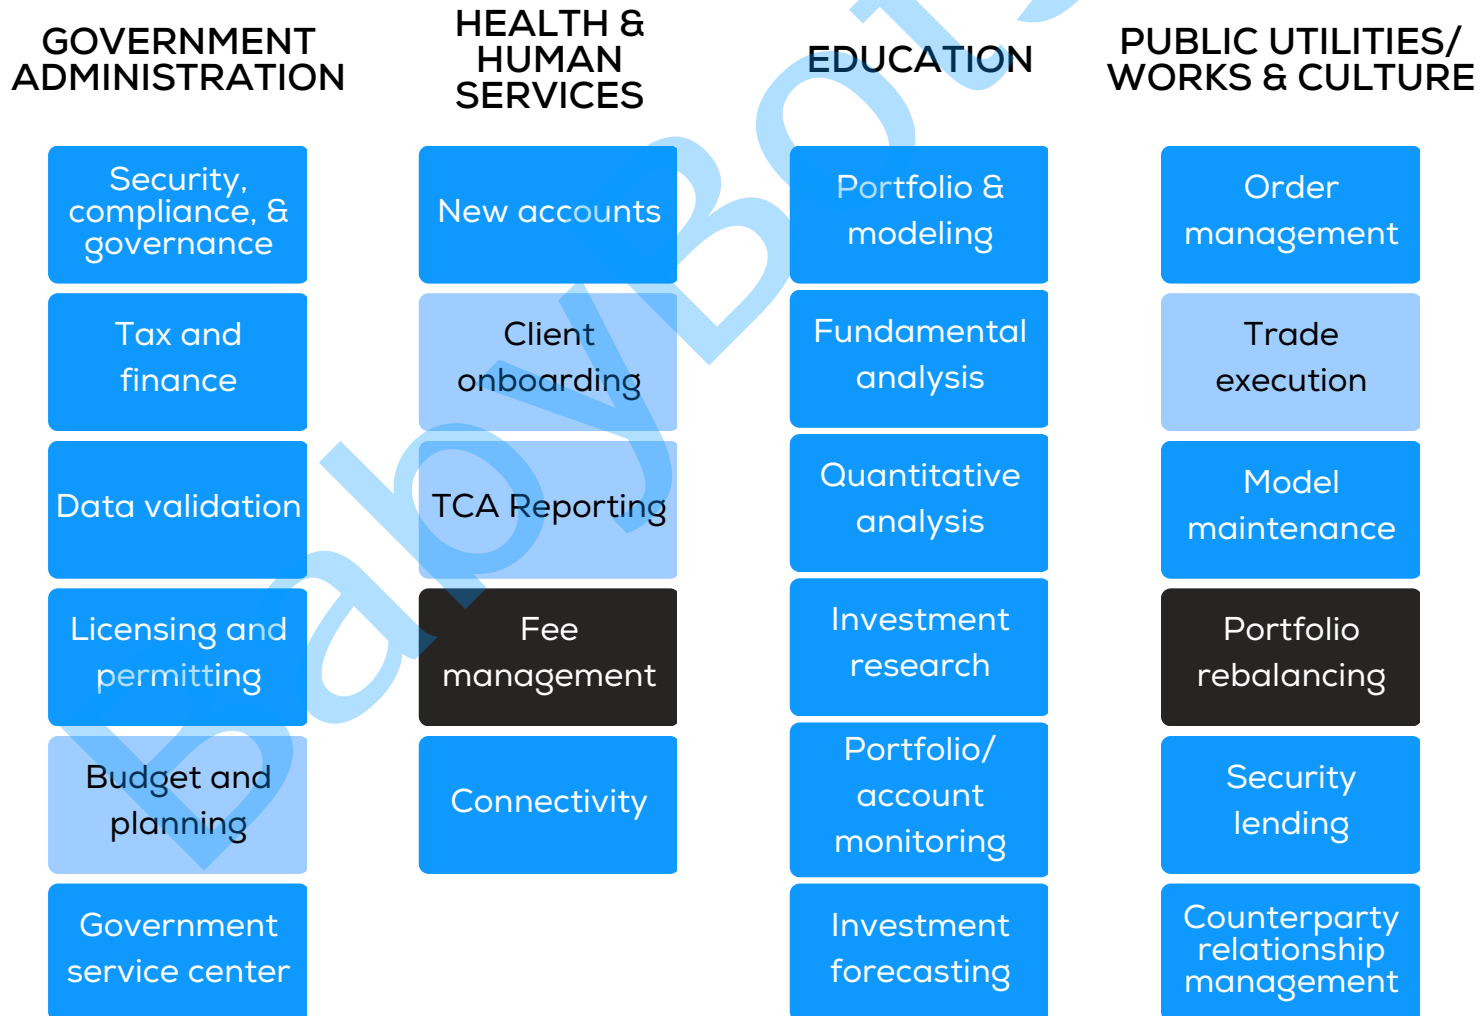 GOVERNMENT
ADMINISTRATION
Security,
compliance, &
governance
Tax and
finance
Data validation
Licensing and
permitting
Budget and
planning
Government
service center
HEALTH &
HUMAN
SERVICES
New accounts
Client
onboarding
TCA Reporting
Fee
management
Connectivity
EDUCATION
Portfolio &
modeling
Fundamental
analysis
Quantitative
analysis
Investment
research
Portfolio/
account
monitoring
Investment
forecasting
PUBLIC UTILITIES/
WORKS & CULTURE
Order
management
Trade
execution
Model
maintenance
Portfolio
rebalancing
Security
lending
Counterparty
relationship
management